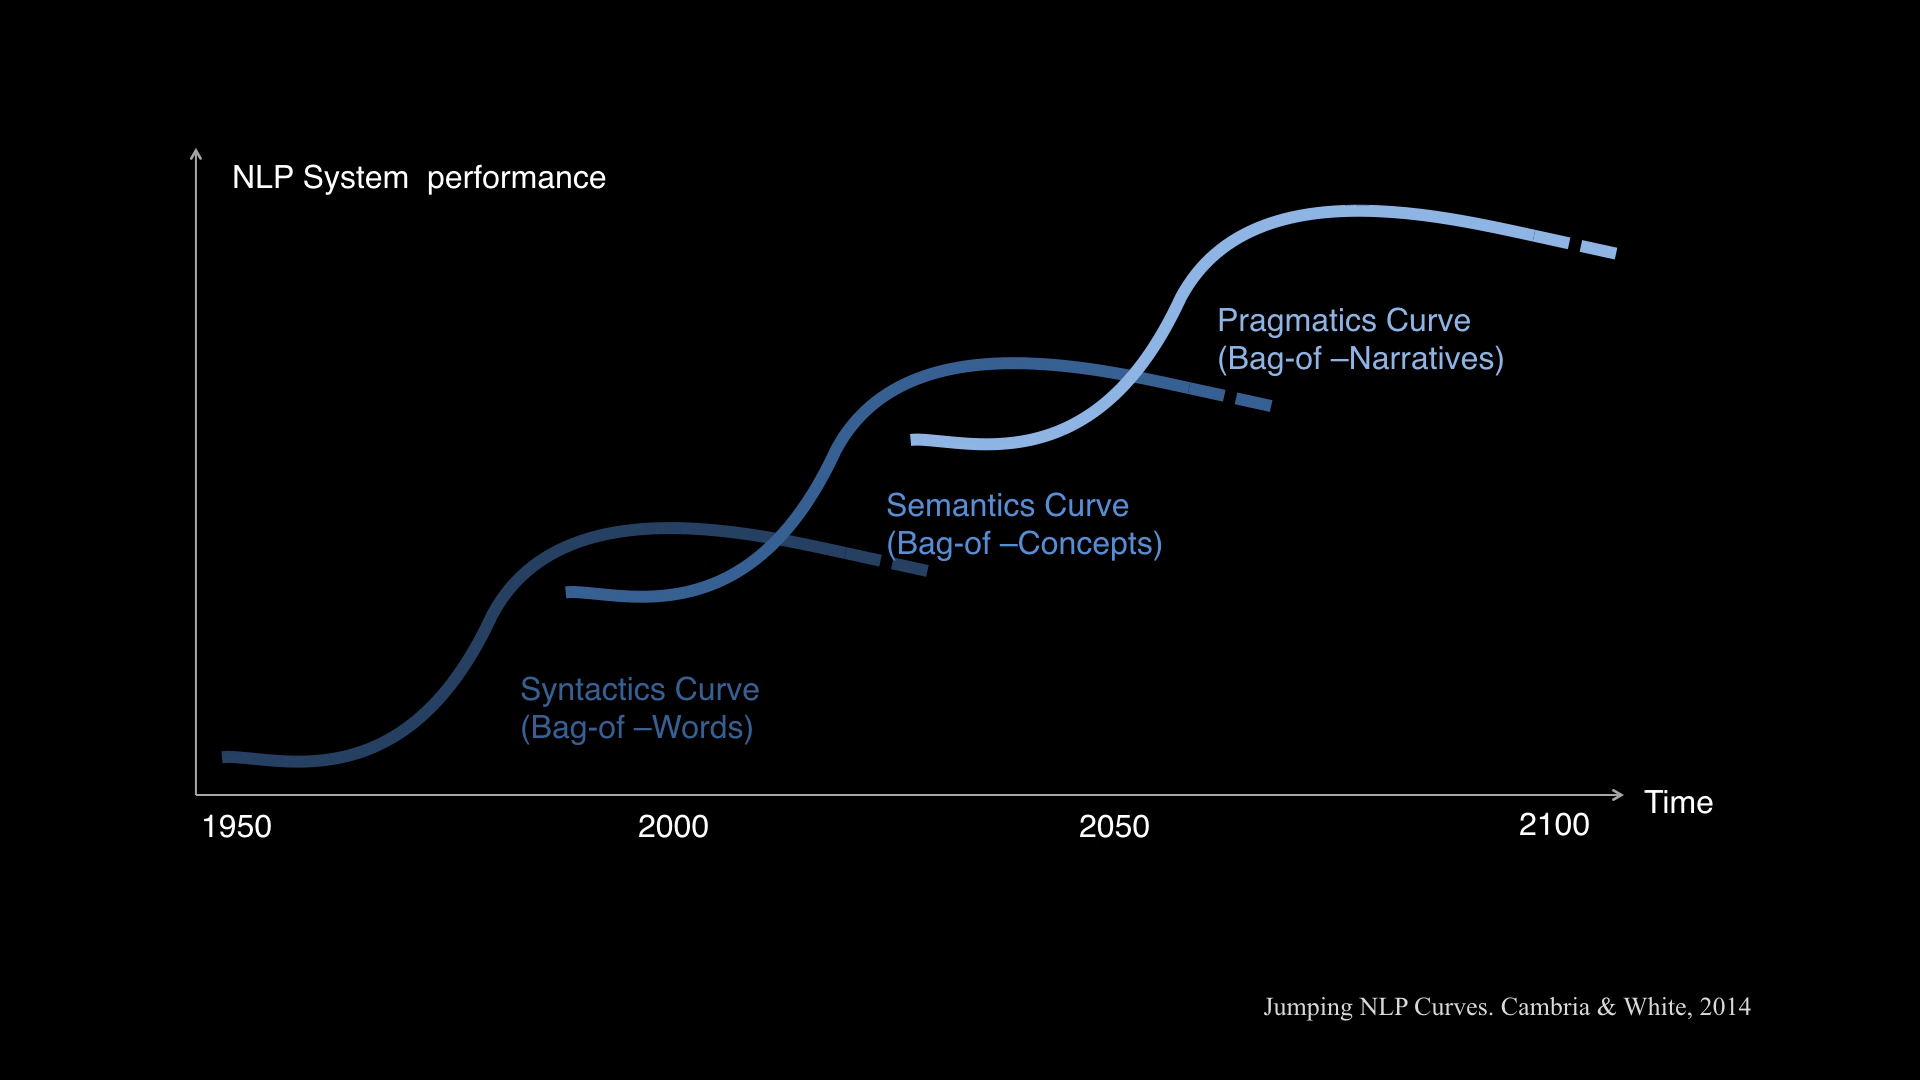 NLP System  performance
Pragmatics Curve
(Bag-of –Narratives)
Semantics Curve
(Bag-of –Concepts)
Syntactics Curve
(Bag-of –Words)
Time
1950
2000
2050
2100
Jumping NLP Curves. Cambria & White, 2014